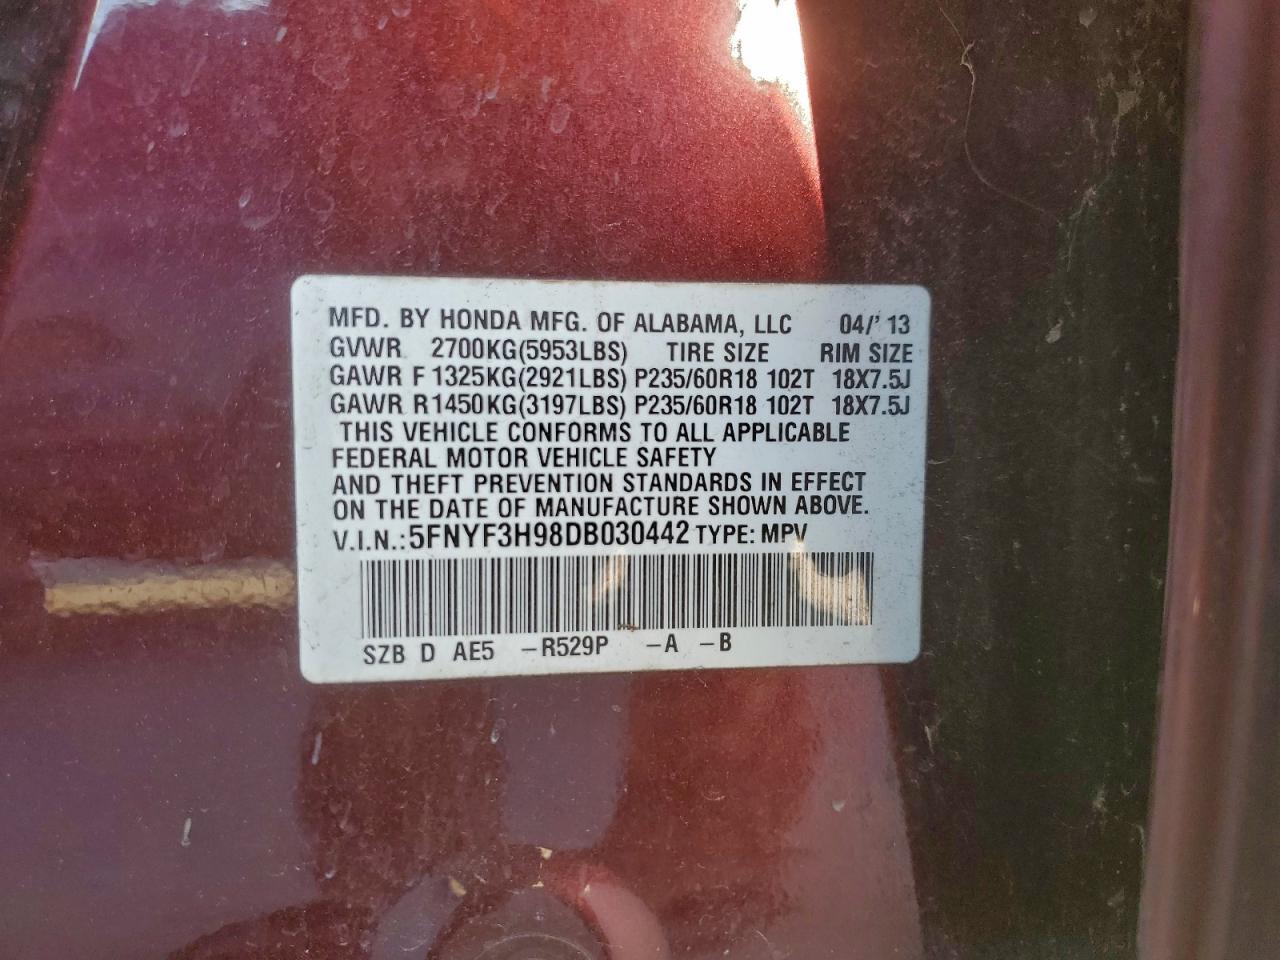 MFD. BY HONDA MFG. OF ALABAMA, LLC 04/'13
GVWR 2700KG(5953LBS) TIRE SIZE RIM SIZE
GAWR F 1325KG(2921LBS) P235/60R18 102T 18X7.5J
GAWR R1450KG(3197LBS) P235/60R18 102T 18X7.5J
THIS VEHICLE CONFORMS TO ALL APPLICABLE
FEDERAL MOTOR VEHICLE SAFETY
AND THEFT PREVENTION STANDARDS IN EFFECT
ON THE DATE OF MANUFACTURE SHOWN ABOVE.
V.I.N.:5FNYF3H98DB030442 TYPE: MPV
SZB D AE5 –R529P –A –B -